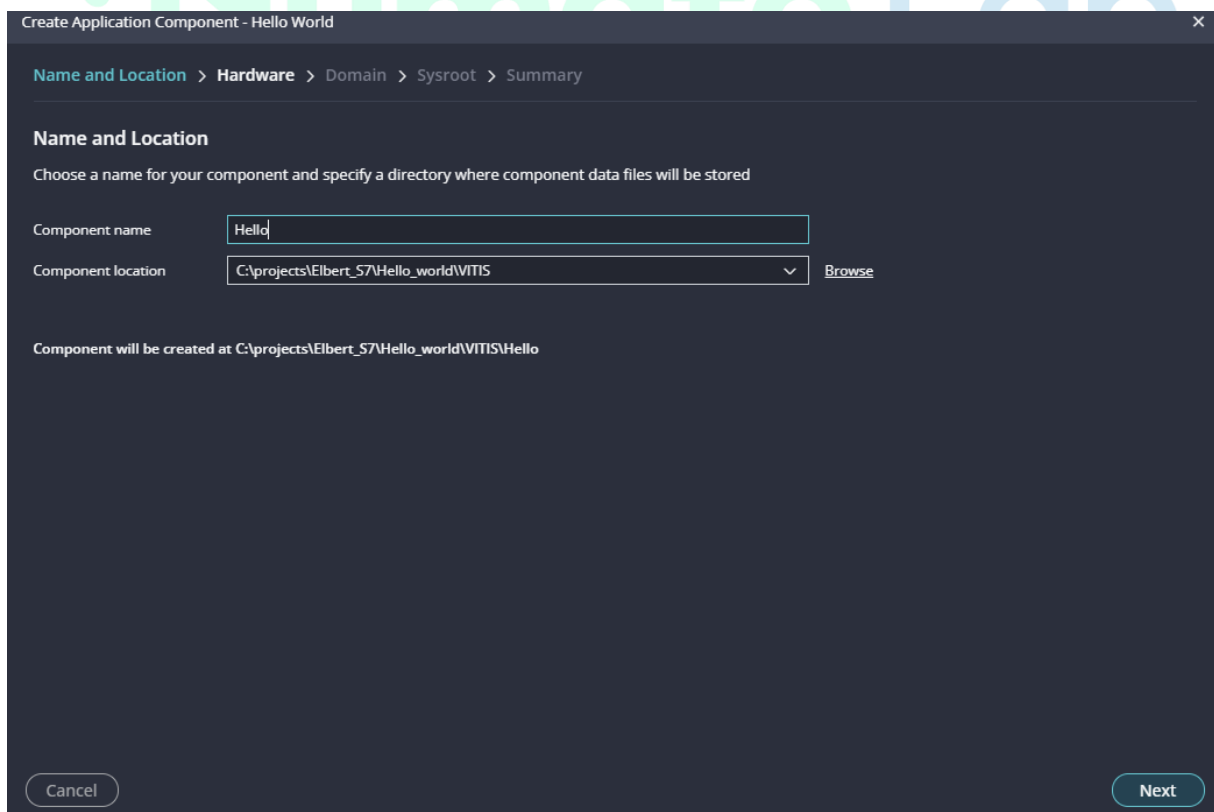 Create Application Component - Hello World
Name and Location > Hardware > Domain > Sysroot > Summary
Name and Location
Choose a name for your component and specify a directory where component data files will be stored
Component name Hello
Component location C:\projects\Elbert_S7\Hello_world\VITIS Browse
Component will be created at C:\projects\Elbert_S7\Hello_world\VITIS\Hello
Cancel Next